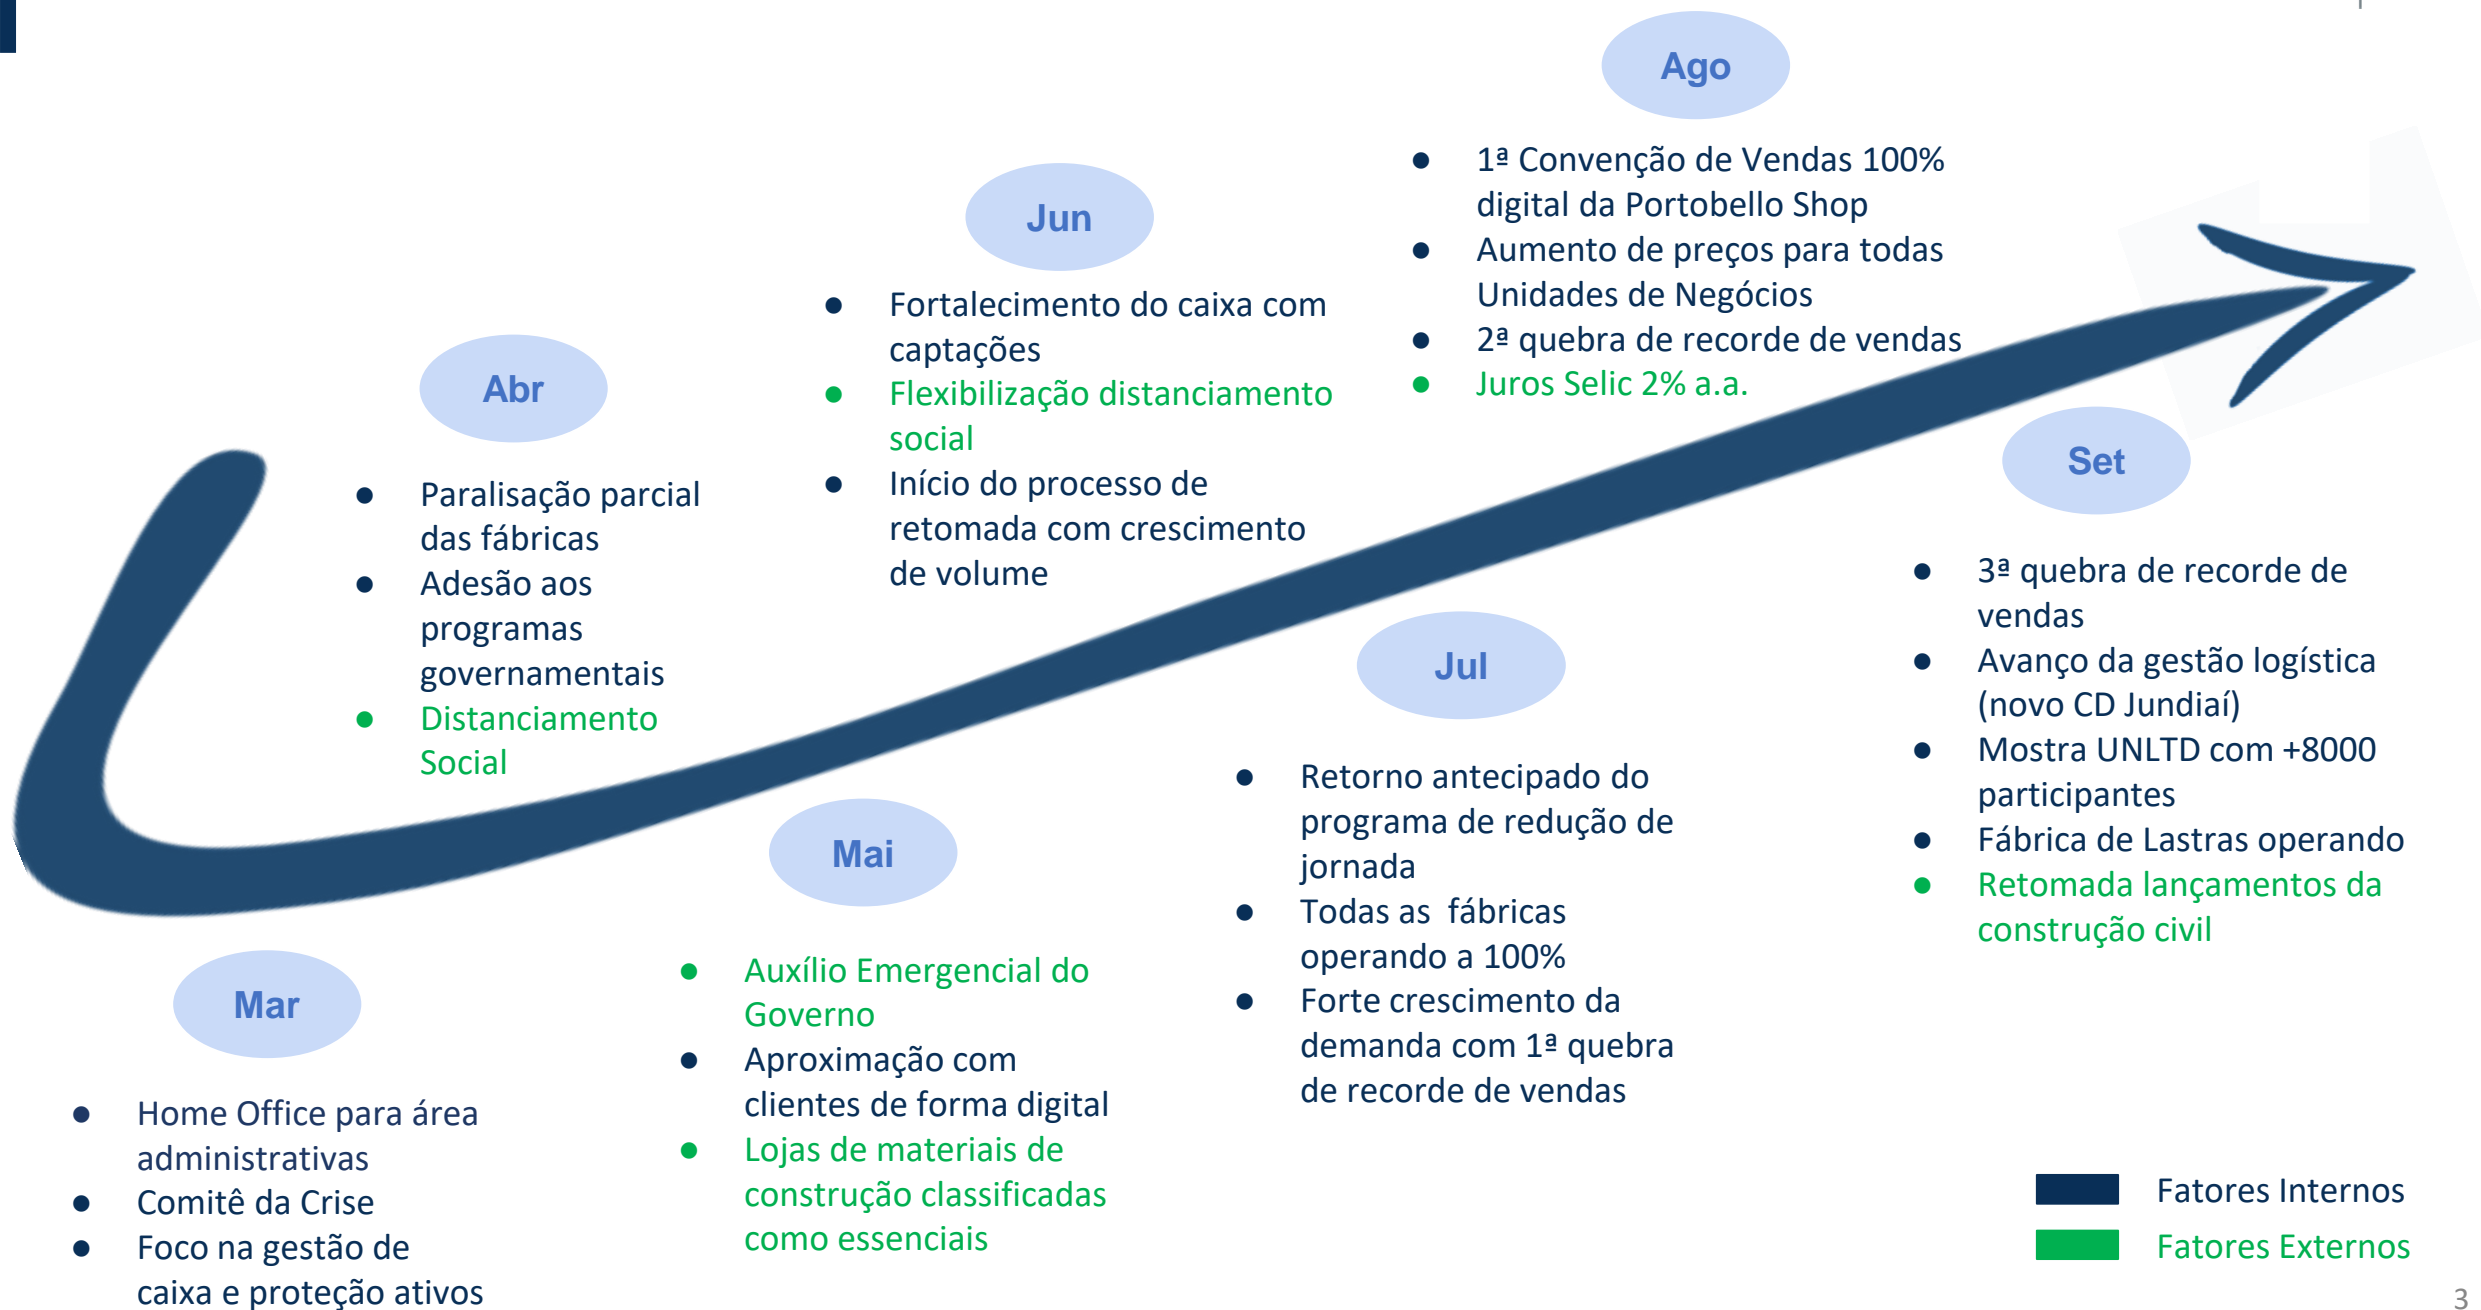 Mar
● Home Office para área
administrativas
● Comitê da Crise
● Foco na gestão de
caixa e proteção ativos
Abr
● Paralisação parcial
das fábricas
● Adesão aos
programas
governamentais
● Distanciamento
Social
Mai
● Auxílio Emergencial do
Governo
● Aproximação com
clientes de forma digital
● Lojas de materiais de
construção classificadas
como essenciais
Jun
● Fortalecimento do caixa com
captações
● Flexibilização distanciamento
social
● Início do processo de
retomada com crescimento
de volume
Jul
● Retorno antecipado do
programa de redução de
jornada
● Todas as  fábricas
operando a 100%
● Forte crescimento da
demanda com 1ª quebra
de recorde de vendas
Ago
● 1ª Convenção de Vendas 100%
digital da Portobello Shop
● Aumento de preços para todas
Unidades de Negócios
● 2ª quebra de recorde de vendas
● Juros Selic 2% a.a.
Set
● 3ª quebra de recorde de
vendas
● Avanço da gestão logística
(novo CD Jundiaí)
● Mostra UNLTD com +8000
participantes
● Fábrica de Lastras operando
● Retomada lançamentos da
construção civil
Fatores Internos
Fatores Externos
3